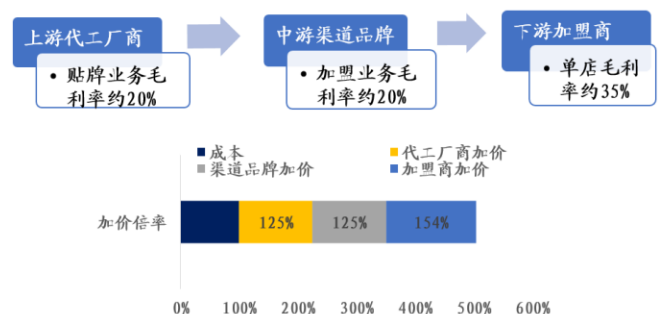 上游代工厂商
中游渠道品牌
下游加盟商
• 贴牌业务毛
利率约20%
• 加盟业务毛
利率约20%
• 单店毛利
率约35%
成本
代工厂商加价
渠道品牌加价
加盟商加价
加价倍率
125%
125%
154%
0%
100%
200%
300%
400%
500%
600%